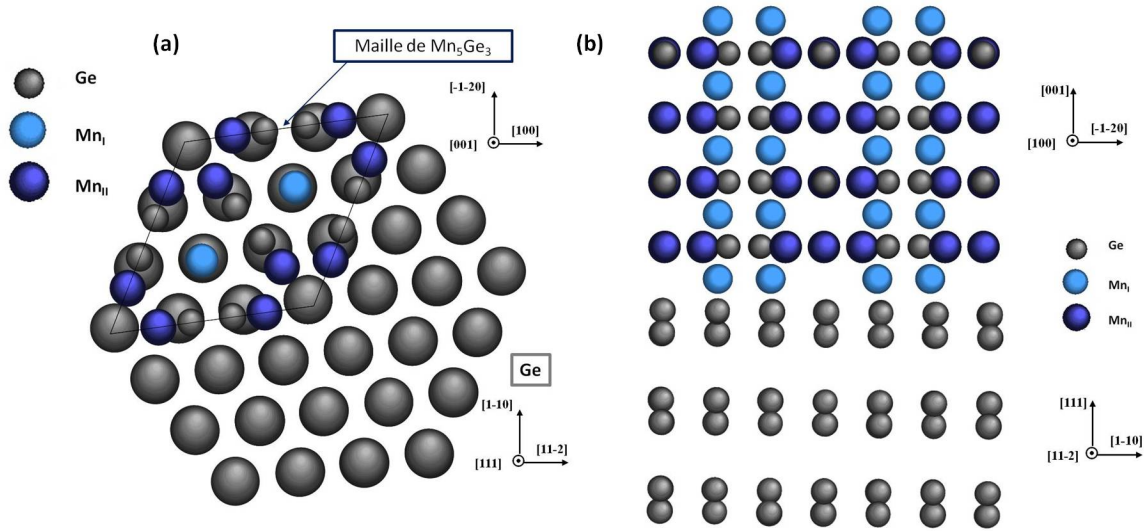 (a)
Maille de Mn5Ge3
Ge
MnI
MnII
[-1-20]
[001]
[100]
Ge
[1-10]
[111]
[11-2]
(b)
[001]
[100]
[-1-20]
Ge
MnI
MnII
[111]
[11-2]
[1-10]